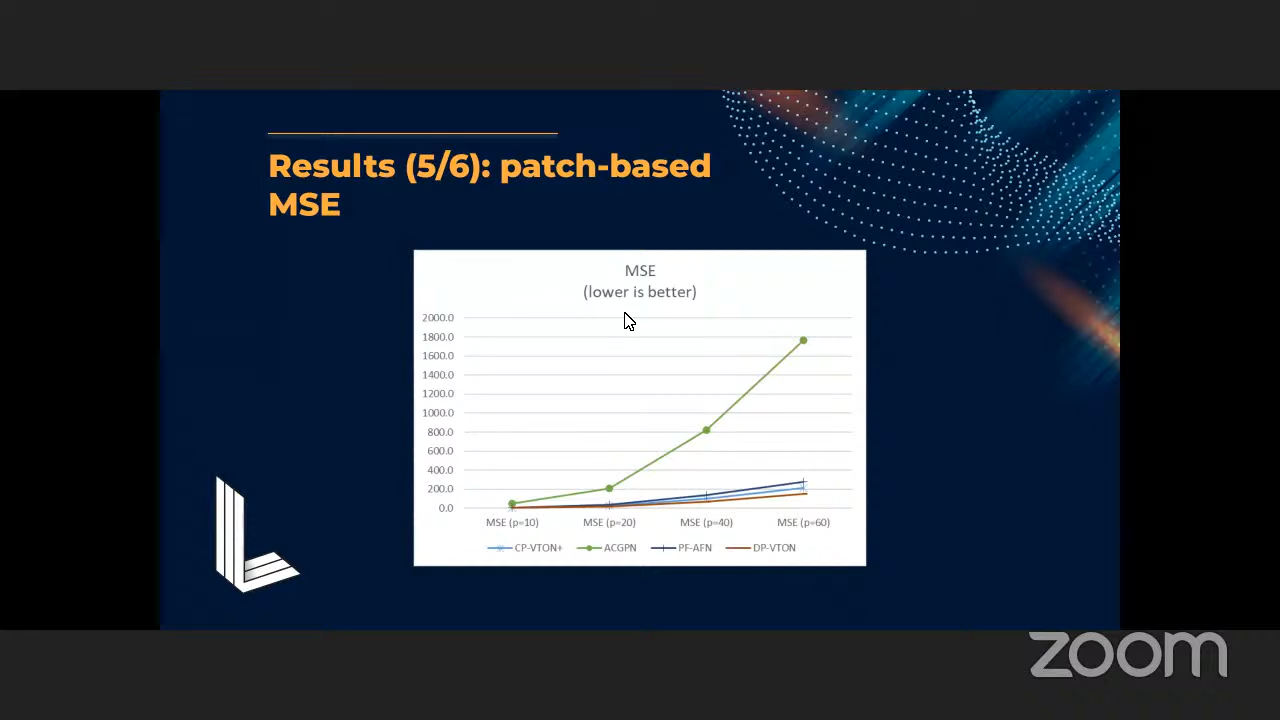 Results (5/6): patch-based
MSE
MSE
(lower is better)
2000.0
1800.0
1600.0
1400.0
1200.0
1000.0
800.0
600.0
400.0
200.0
0.0
MSE (p=10) MSE (p=20) MSE (p=40) MSE (p=60)
CP-VTON+ ACGPN PF-AFN DP-VTON
zoom